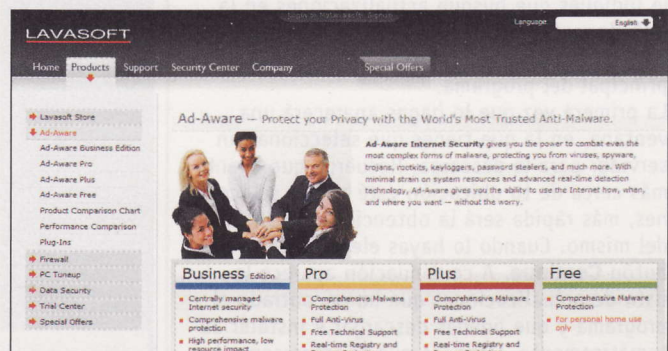 LAVASOFT
Language
English
Home Products Support Security Center Company Special Offers
Lavasoft Store
Ad-Aware
Ad-Aware Business Edition
Ad-Aware Pro
Ad-Aware Plus
Ad-Aware Free
Product Comparison Chart
Performance Comparison
Plug-Ins
Firewall
PC Tuneup
Data Security
Trial Center
Special Offers
Ad-Aware — Protect your Privacy with the World's Most Trusted Anti-Malware.
Ad-Aware Internet Security gives you the power to combat even the
most complex forms of malware, protecting you from viruses, spyware,
trojans, rootkits, keyloggers, password stealers, and much more. With
minimal strain on system resources and advanced real-time detection
technology, Ad-Aware gives you the ability to use the Internet how, when,
and where you want — without the worry.
Business Edition
Centrally managed
Internet security
Comprehensive malware
protection
High performance, low
resource impact
Pro
Comprehensive Malware
Protection
Full Anti-Virus
Free Technical Support
Real-time Registry and
Plus
Comprehensive Malware
Protection
Full Anti-Virus
Free Technical Support
Real-time Registry and
Free
Comprehensive Malware
Protection
For personal home use
only